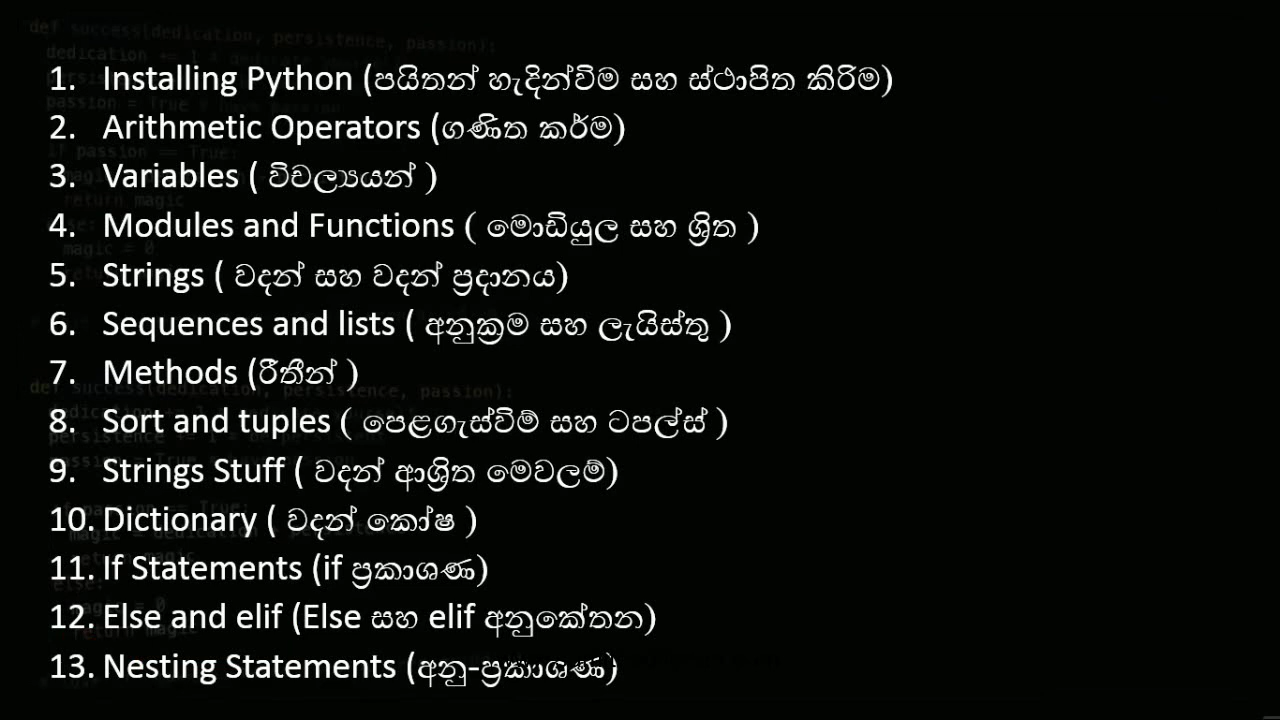 1. Installing Python (පයිතන් හැදින්විම සහ ස්ථාපිත කිරිම)
2. Arithmetic Operators (ගණිත කර්ම)
3. Variables ( විචල්‍යයන් )
4. Modules and Functions ( මොඩියුල සහ ශ්‍රිත )
5. Strings ( වදන් සහ වදන් ප්‍රදානය)
6. Sequences and lists ( අනුක්‍රම සහ ලැයිස්තු )
7. Methods (රීතීන් )
8. Sort and tuples ( පෙළගැස්විම් සහ ටපල්ස් )
9. Strings Stuff ( වදන් ආශ්‍රිත මෙවලම්)
10. Dictionary ( වදන් කෝෂ )
11. If Statements (if ප්‍රකාශණ)
12. Else and elif (Else සහ elif අනුකේතන)
13. Nesting Statements (අනු-ප්‍රකාශණ)